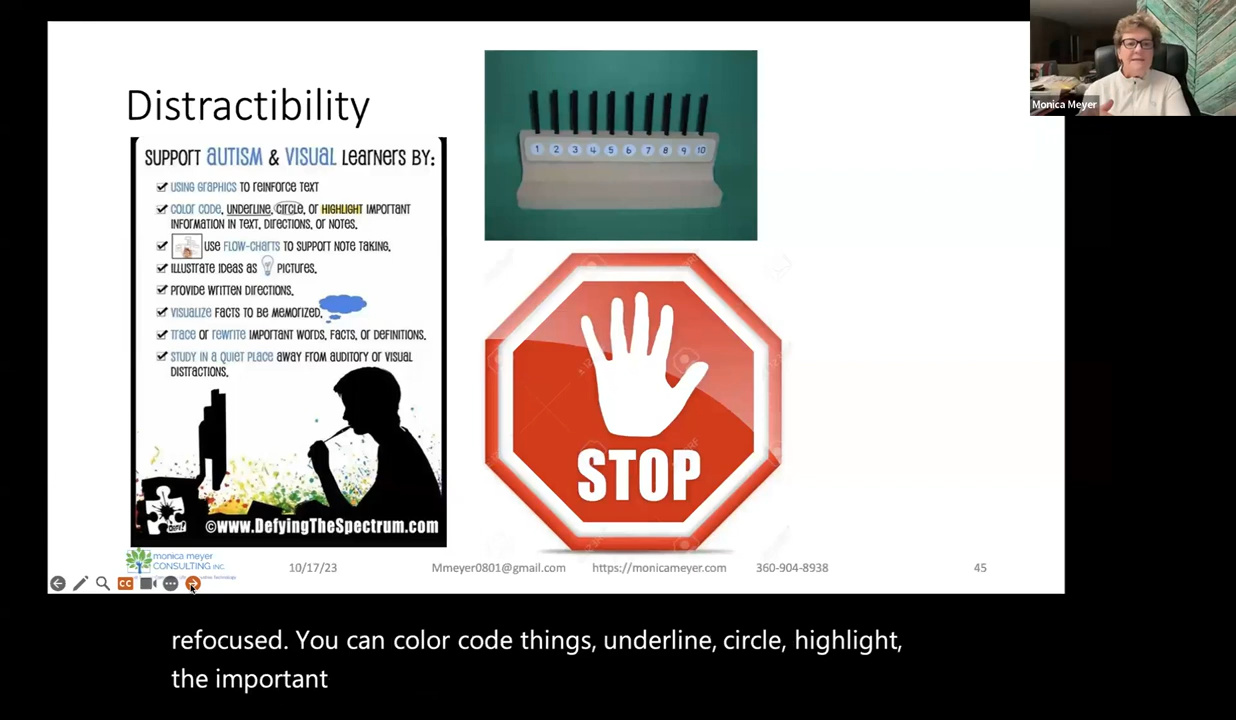 Monica Meyer
Distractibility
SUPPORT AUTISM & VISUAL LEARNERS BY:
USING GRAPHICS TO REINFORCE TEXT
COLOR CODE, UNDERLINE, CIRCLE, OR HIGHLIGHT IMPORTANT
INFORMATION IN TEXT, DIRECTIONS, OR NOTES.
USE FLOW-CHARTS TO SUPPORT NOTE TAKING.
ILLUSTRATE IDEAS AS PICTURES.
PROVIDE WRITTEN DIRECTIONS.
VISUALIZE FACTS TO BE MEMORIZED.
TRACE OR REWRITE IMPORTANT WORDS, FACTS, OR DEFINITIONS.
STUDY IN A QUIET PLACE AWAY FROM AUDITORY OR VISUAL
DISTRACTIONS.
©www.DefyingTheSpectrum.com
1 2 3 4 5 6 7 8 9 10
STOP
monica meyer
CONSULTING INC.
10/17/23 Mmeyer0801@gmail.com https://monicameyer.com 360-904-8938 45
CC
refocused. You can color code things, underline, circle, highlight,
the important